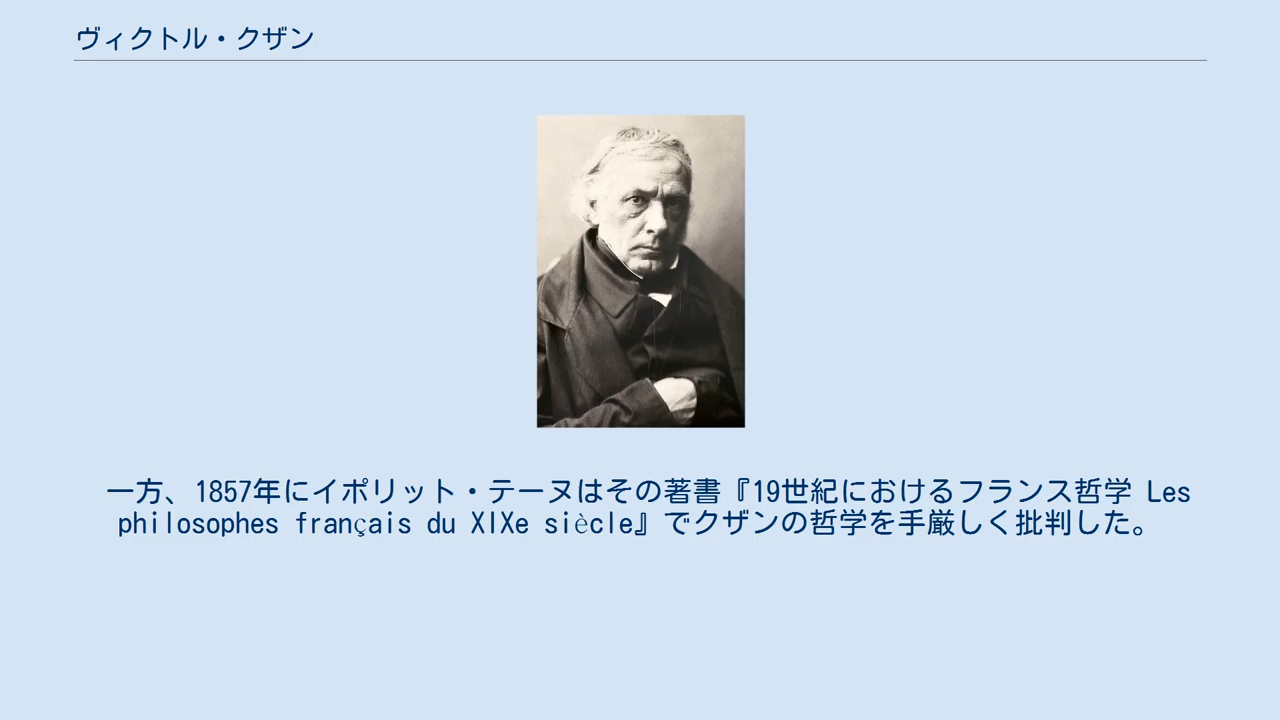 ヴィクトル・クザン
一方、1857年にイポリット・テーヌはその著書『19世紀におけるフランス哲学 Les
philosophes français du XIXe siècle』でクザンの哲学を手厳しく批判した。